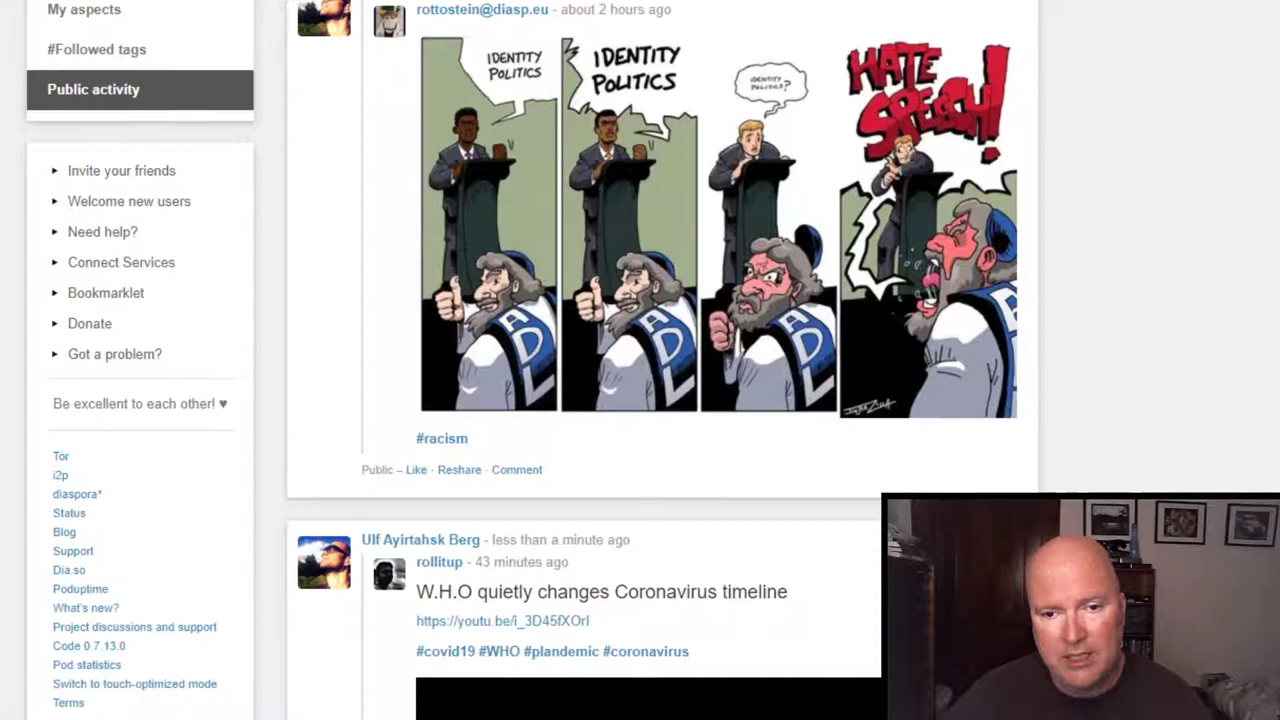 My aspects
#Followed tags
Public activity
Invite your friends
Welcome new users
Need help?
Connect Services
Bookmarklet
Donate
Got a problem?
Be excellent to each other! ♥
Tor
i2p
diaspora*
Status
Blog
Support
Dia.so
Poduptime
What's new?
Project discussions and support
Code 0.7.13.0
Pod statistics
Switch to touch-optimized mode
Terms
rottostein@diasp.eu - about 2 hours ago
IDENTITY
POLITICS
IDENTITY
POLITICS
IDENTITY
POLITICS?
HATE
SPEECH!
ADL
ADL
ADL
#racism
Public – Like · Reshare · Comment
Ulf Ayirtahsk Berg - less than a minute ago
rollitup - 43 minutes ago
W.H.O quietly changes Coronavirus timeline
https://youtu.be/i_3D45fXOrI
#covid19 #WHO #plandemic #coronavirus